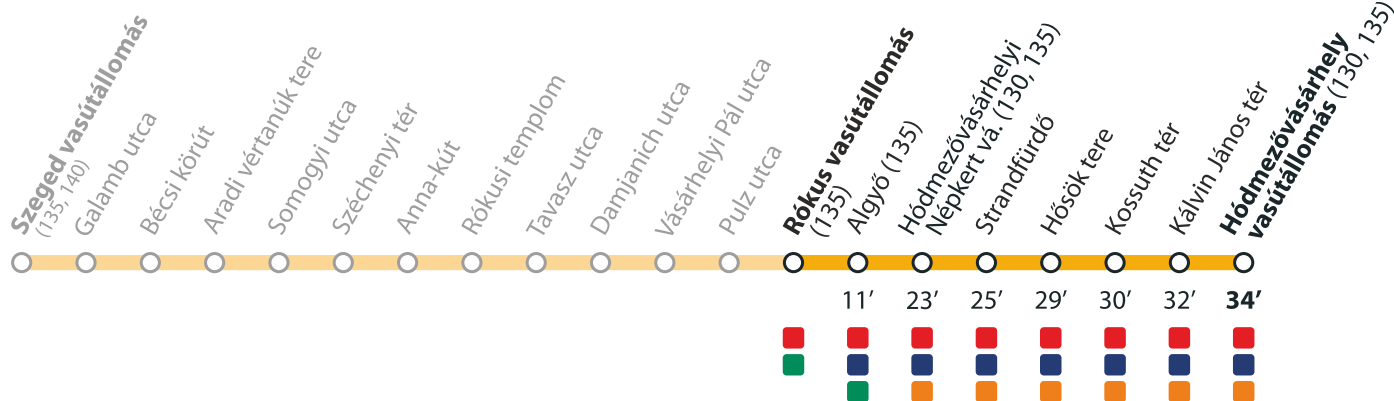 Szeged vasútállomás
(135, 140)
Galamb utca
Bécsi körút
Aradi vértanúk tere
Somogyi utca
Széchenyi tér
Anna-kút
Rókusi templom
Tavasz utca
Damjanich utca
Vásárhelyi Pál utca
Pulz utca
Rókus vasútállomás
(135)
Algyő (135)
Hódmezővásárhelyi
Népkert vá. (130, 135)
Strandfürdő
Hősök tere
Kossuth tér
Kálvin János tér
Hódmezővásárhely
vasútállomás (130, 135)
11’ 23’ 25’ 29’ 30’ 32’ 34’